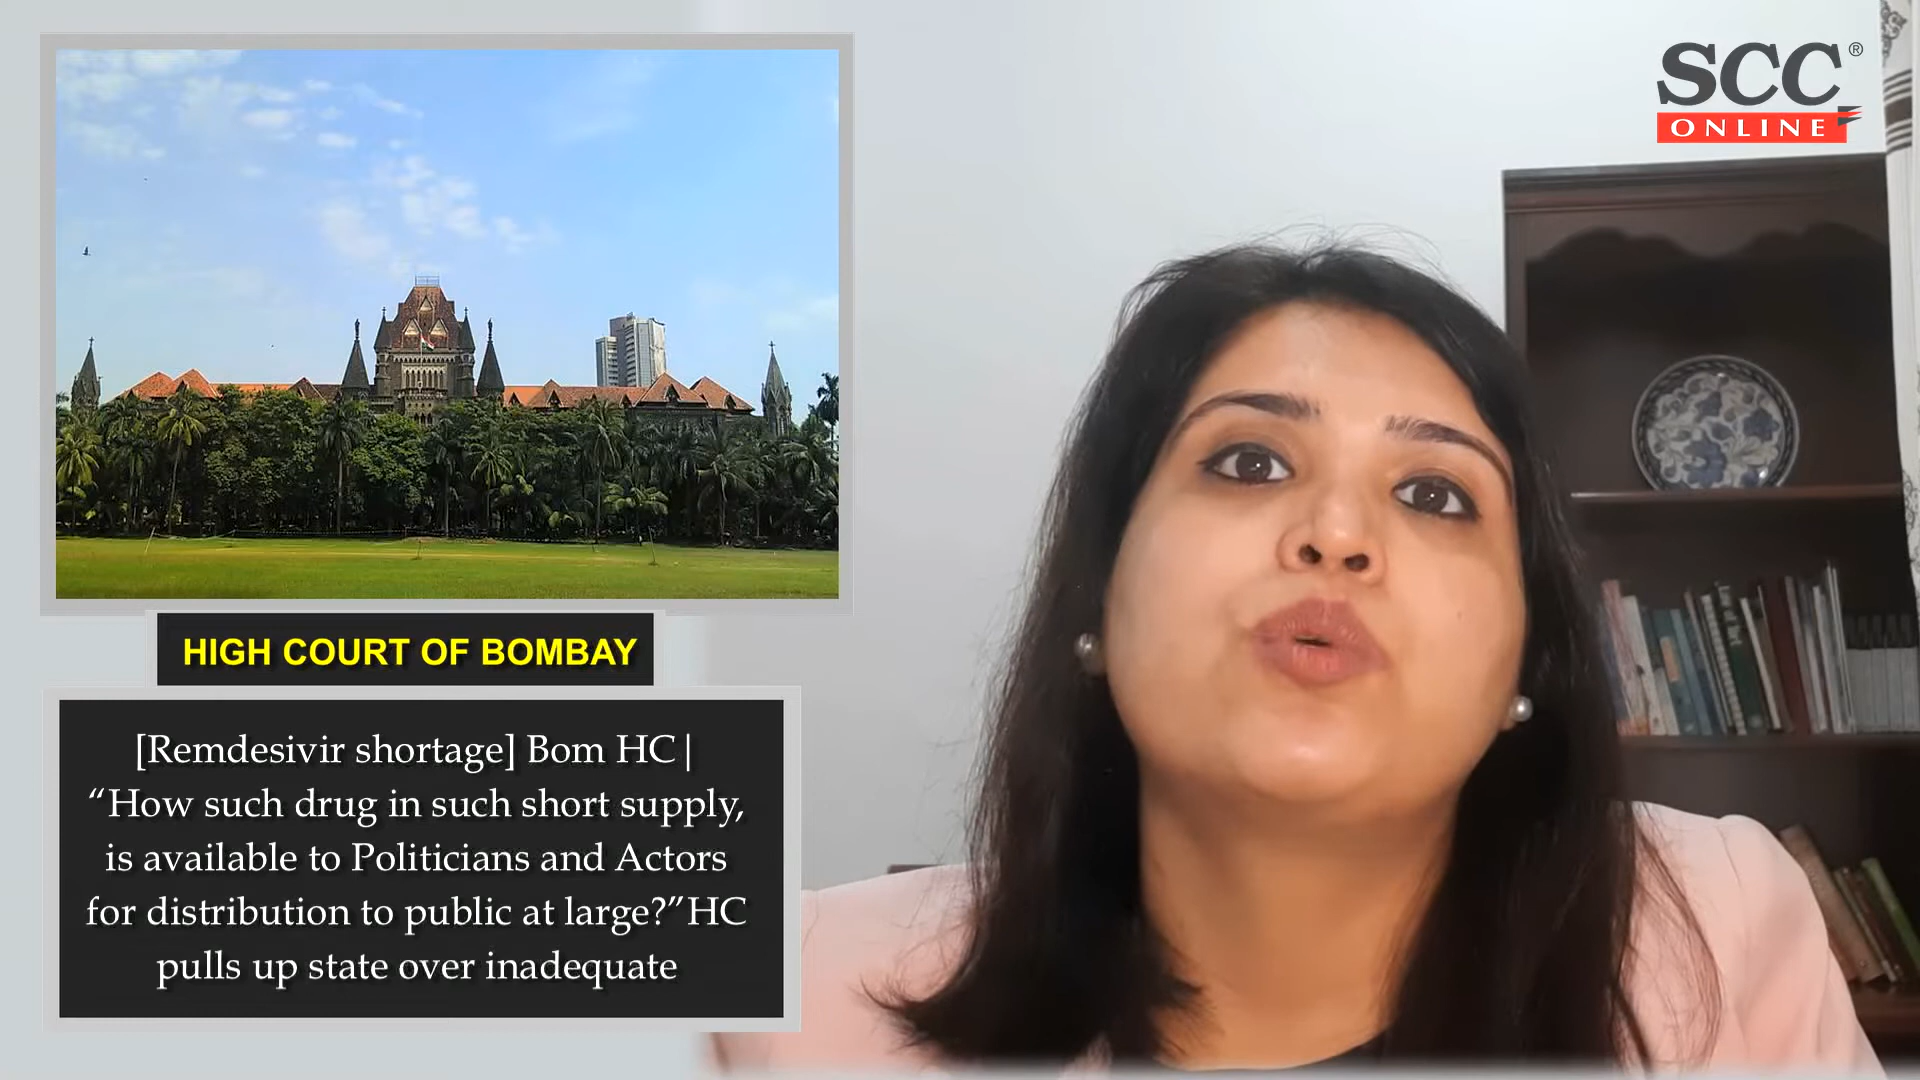 SCC®
ONLINE
HIGH COURT OF BOMBAY
[Remdesivir shortage] Bom HC|
“How such drug in such short supply,
is available to Politicians and Actors
for distribution to public at large?”HC
pulls up state over inadequate